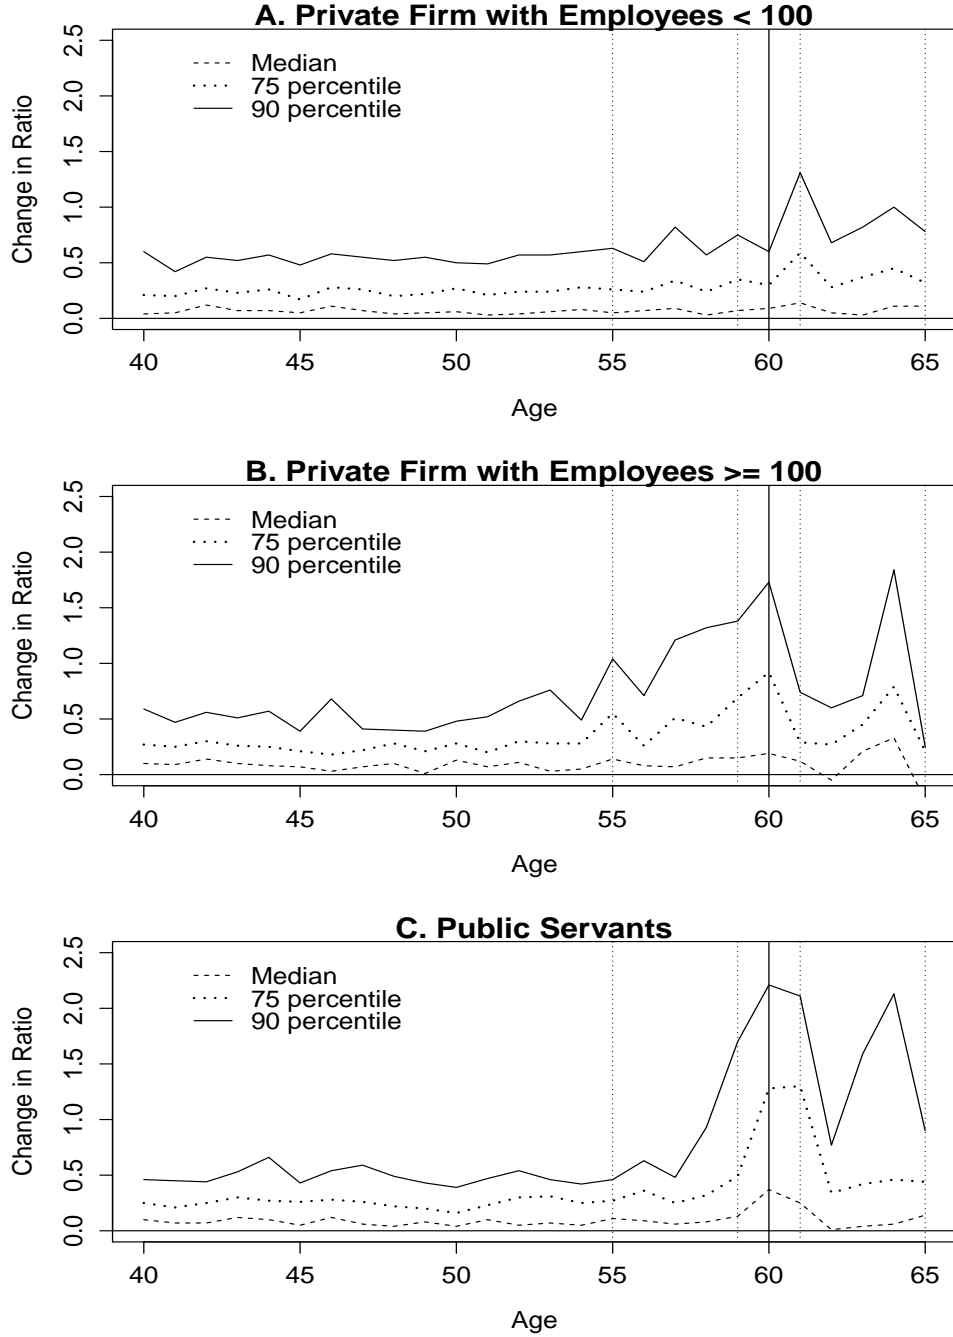 A. Private Firm with Employees < 100
Median
75 percentile
90 percentile
Change in Ratio
0.0 0.5 1.0 1.5 2.0 2.5
40 45 50 55 60 65
Age
B. Private Firm with Employees >= 100
Median
75 percentile
90 percentile
Change in Ratio
0.0 0.5 1.0 1.5 2.0 2.5
40 45 50 55 60 65
Age
C. Public Servants
Median
75 percentile
90 percentile
Change in Ratio
0.0 0.5 1.0 1.5 2.0 2.5
40 45 50 55 60 65
Age